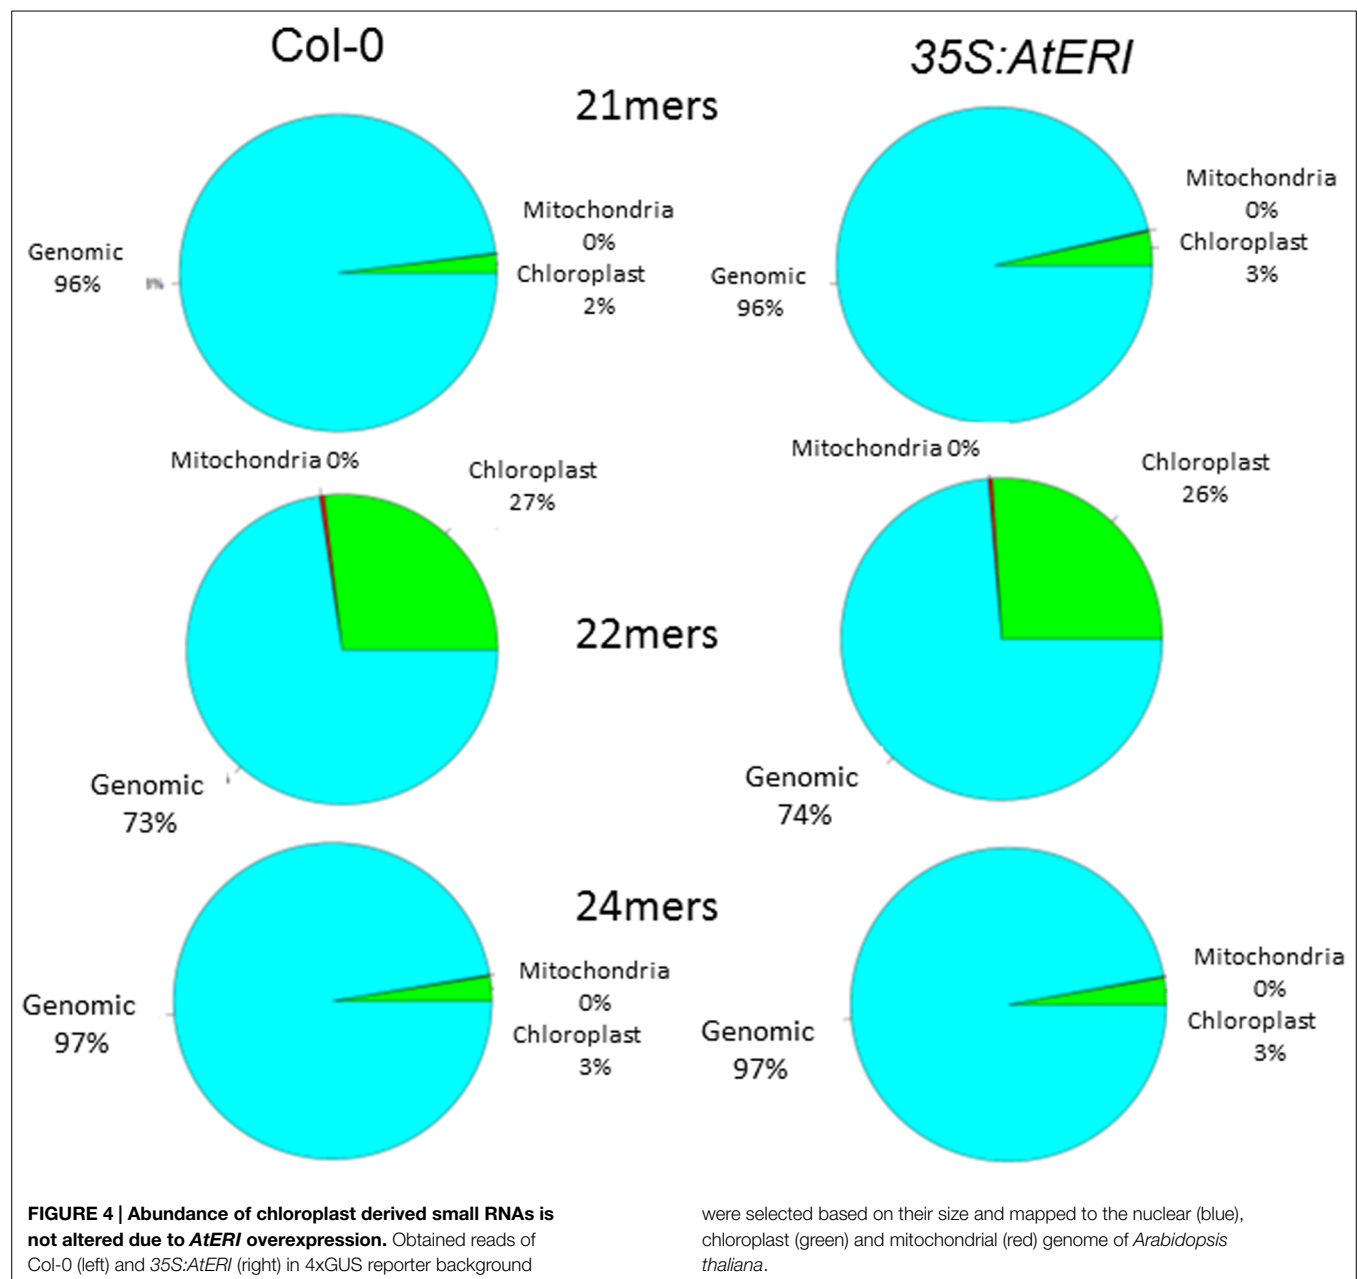 Col-0
35S:AtERI
21mers
Genomic
96%
Mitochondria
0%
Chloroplast
2%
Genomic
96%
Mitochondria
0%
Chloroplast
3%
22mers
Mitochondria 0%
Chloroplast
27%
Genomic
73%
Mitochondria 0%
Chloroplast
26%
Genomic
74%
24mers
Genomic
97%
Mitochondria
0%
Chloroplast
3%
Genomic
97%
Mitochondria
0%
Chloroplast
3%
FIGURE 4 | Abundance of chloroplast derived small RNAs is
not altered due to AtERI overexpression. Obtained reads of
Col-0 (left) and 35S:AtERI (right) in 4xGUS reporter background
were selected based on their size and mapped to the nuclear (blue),
chloroplast (green) and mitochondrial (red) genome of Arabidopsis
thaliana.